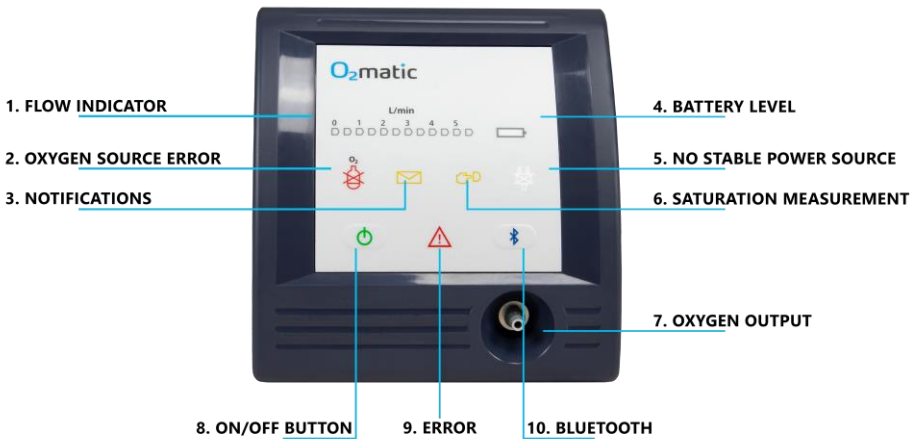 O₂matic
1. FLOW INDICATOR
L/min
0 1 2 3 4 5
4. BATTERY LEVEL
2. OXYGEN SOURCE ERROR
O₂
5. NO STABLE POWER SOURCE
3. NOTIFICATIONS
6. SATURATION MEASUREMENT
7. OXYGEN OUTPUT
8. ON/OFF BUTTON
9. ERROR
10. BLUETOOTH